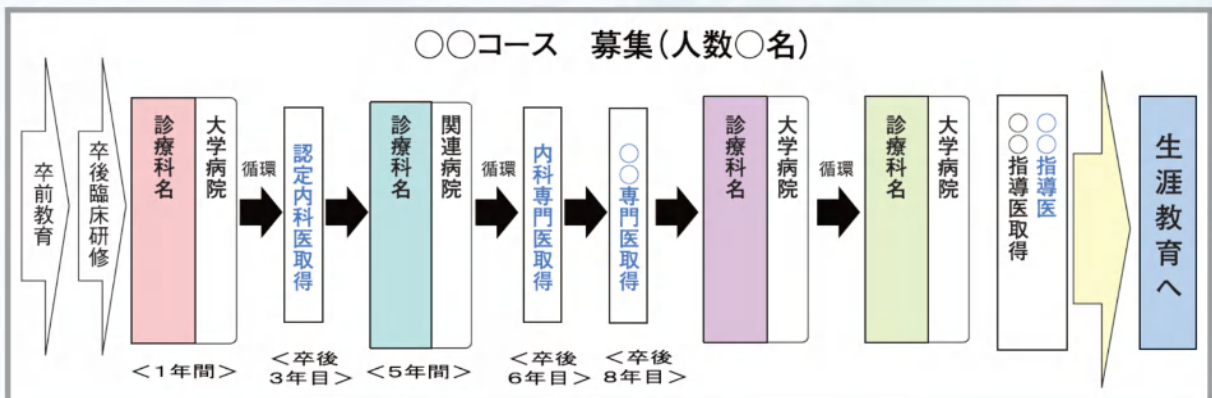 ○○コース 募集(人数○名)
卒前教育
卒後臨床研修
診療科名
大学病院
循環
認定内科医取得
診療科名
関連病院
循環
内科専門医取得
○○専門医取得
診療科名
大学病院
循環
診療科名
大学病院
○○指導医
○○指導医取得
生涯教育へ
<1年間>
<卒後
3年目>
<5年間>
<卒後
6年目>
<卒後
8年目>